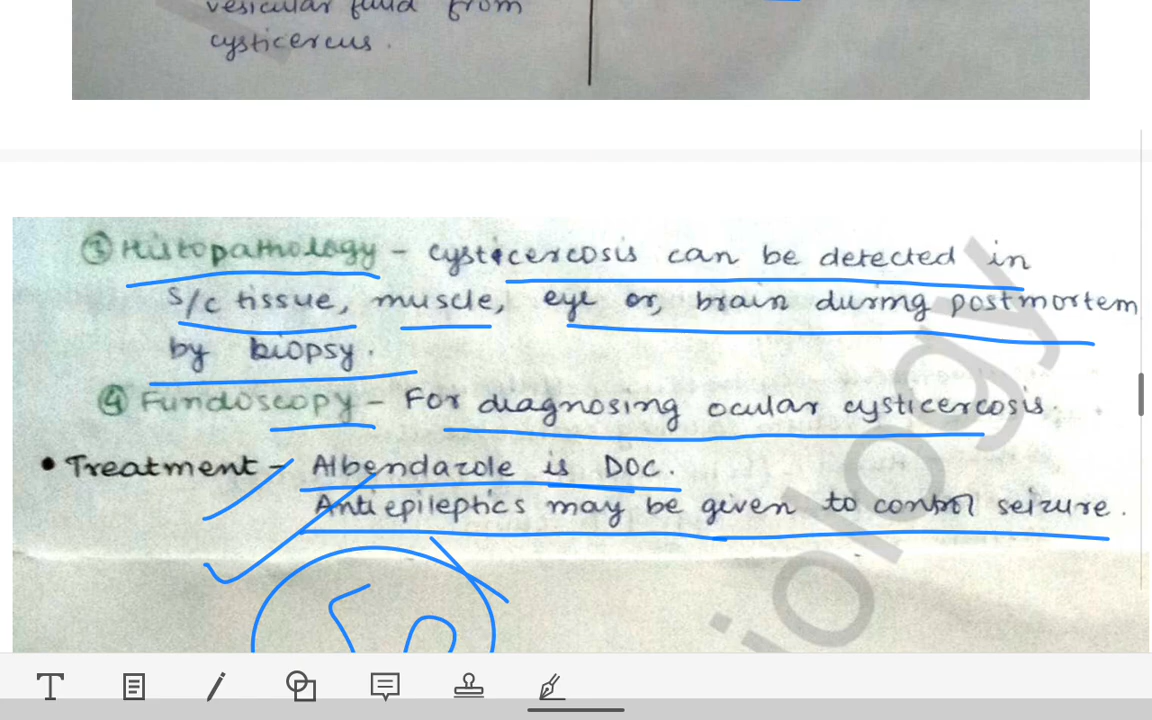 vesicular fluid from
cysticercus.
③ Histopathology - cysticercosis can be detected in
s/c tissue, muscle, eye or, brain during postmortem
by biopsy.
④ Fundoscopy - For diagnosing ocular cysticercosis.
• Treatment - Albendazole is DOC.
Antiepileptics may be given to control seizure.
iology
T